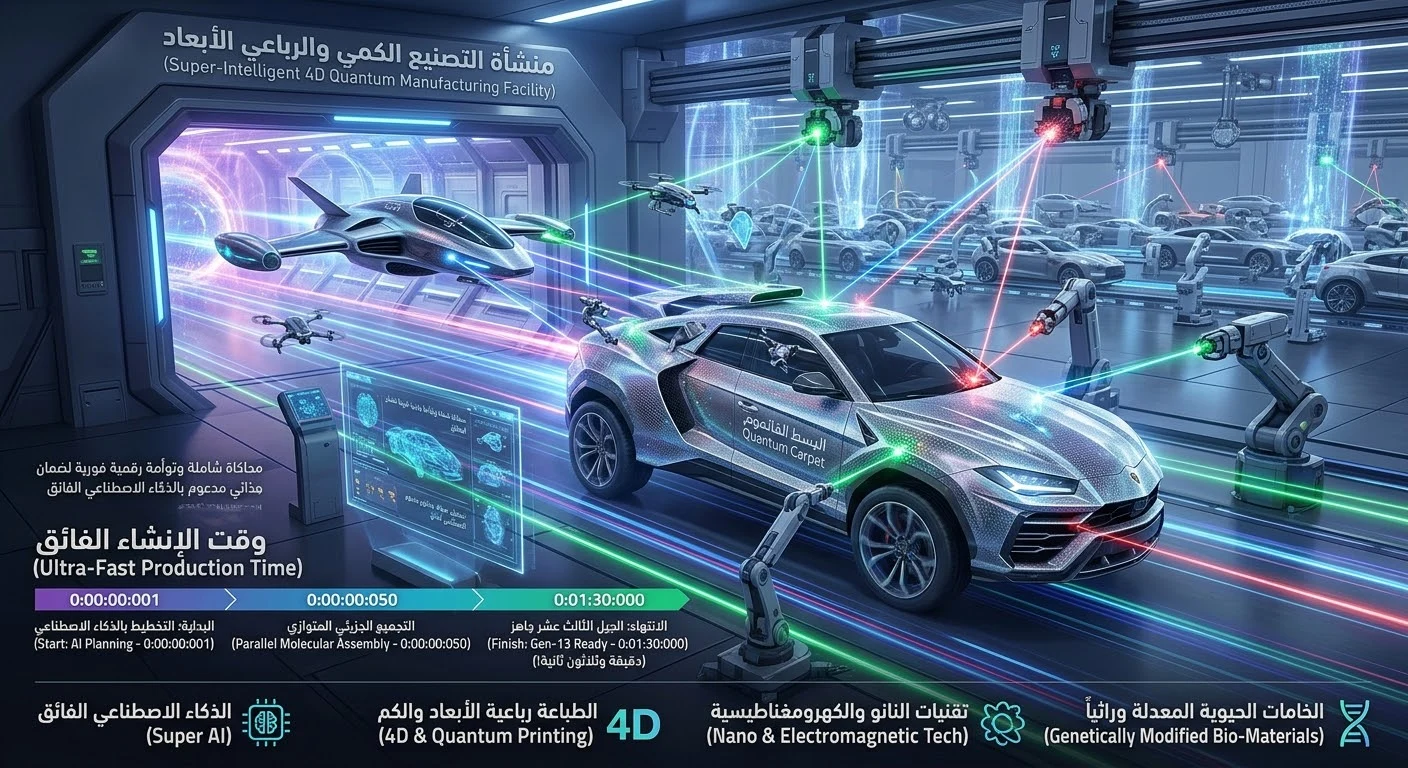 منشأة التصنيع الكمي والرباعي الأبعاد
(Super-Intelligent 4D Quantum Manufacturing Facility)
البسط الفائموم
Quantum Carpet
محاكاة شاملة وتوأمة رقمية فورية لضمان
مدعوم بالذكاء الاصطناعي الفائق
وقت الإنشاء الفائق
(Ultra-Fast Production Time)
0:00:00:001
0:00:00:050
0:01:30:000
البداية: التخطيط بالذكاء الاصطناعي
(Start: AI Planning - 0:00:00:001)
التجميع الجزيئي المتوازي
(Parallel Molecular Assembly - 0:00:00:050)
الانتهاء: الجيل الثالث عشر جاهز
(Finish: Gen-13 Ready - 0:01:30:000)
(دقيقة وثلاثون ثانية!)
الذكاء الاصطناعي الفائق
(Super AI)
الطباعة رباعية الأبعاد والكم
(4D & Quantum Printing)
4D
تقنيات النانو والكهرومغناطيسية
(Nano & Electromagnetic Tech)
الخامات الحيوية المعدلة وراثياً
(Genetically Modified Bio-Materials)